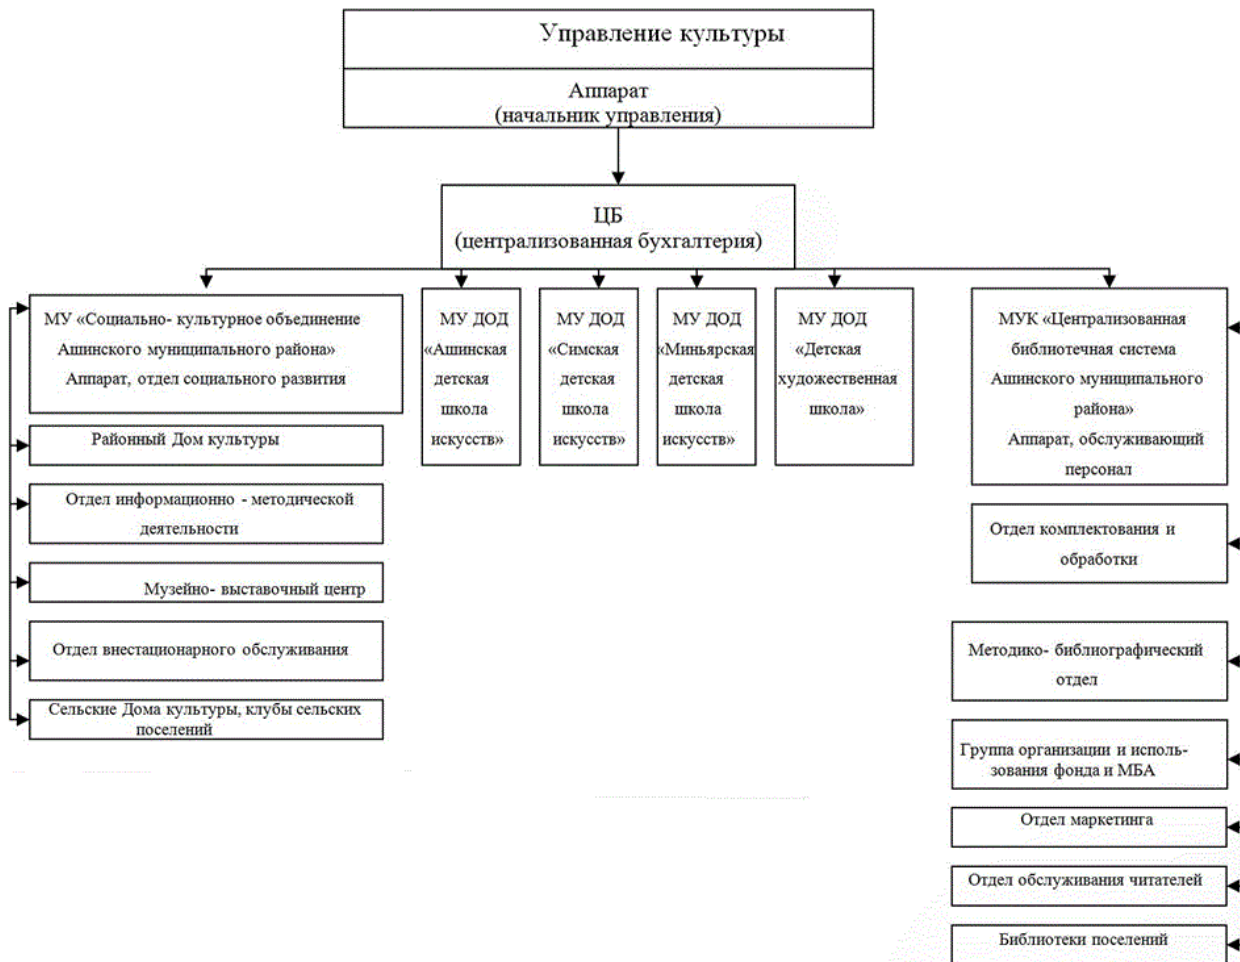 Управление культуры
Аппарат
(начальник управления)
ЦБ
(централизованная бухгалтерия)
МУ «Социально- культурное объединение
Ашинского муниципального района»
Аппарат, отдел социального развития
Районный Дом культуры
Отдел информационно - методической
деятельности
Музейно- выставочный центр
Отдел внестационарного обслуживания
Сельские Дома культуры, клубы сельских
поселений
МУ ДОД
«Ашинская
детская
школа
искусств»
МУ ДОД
«Симская
детская
школа
искусств»
МУ ДОД
«Миньярская
детская
школа
искусств»
МУ ДОД
«Детская
художественная
школа»
МУК «Централизованная
библиотечная система
Ашинского муниципального
района»
Аппарат, обслуживающий
персонал
Отдел комплектования и
обработки
Методико- библиографический
отдел
Группа организации и исполь-
зования фонда и МБА
Отдел маркетинга
Отдел обслуживания читателей
Библиотеки поселений